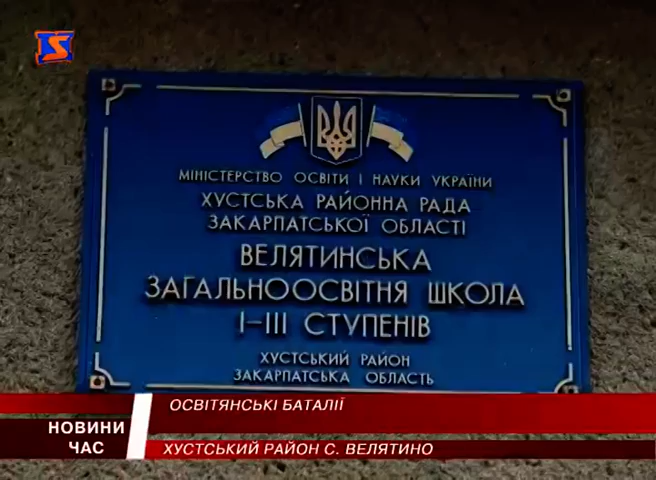 МІНІСТЕРСТВО ОСВІТИ І НАУКИ УКРАЇНИ
ХУСТСЬКА РАЙОННА РАДА
ЗАКАРПАТСЬКОЇ ОБЛАСТІ
ВЕЛЯТИНСЬКА
ЗАГАЛЬНООСВІТНЯ ШКОЛА
І–ІІІ СТУПЕНІВ
ХУСТСЬКИЙ РАЙОН
ЗАКАРПАТСЬКА ОБЛАСТЬ
ОСВІТЯНСЬКІ БАТАЛІЇ
НОВИНИ
ЧАС
ХУСТСЬКИЙ РАЙОН С. ВЕЛЯТИНО